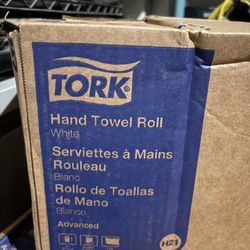 TORK
Hand Towel Roll
White
Serviettes à Mains
Rouleau
Blanc
Rollo de Toallas
de Mano
Blanco
Advanced
H21